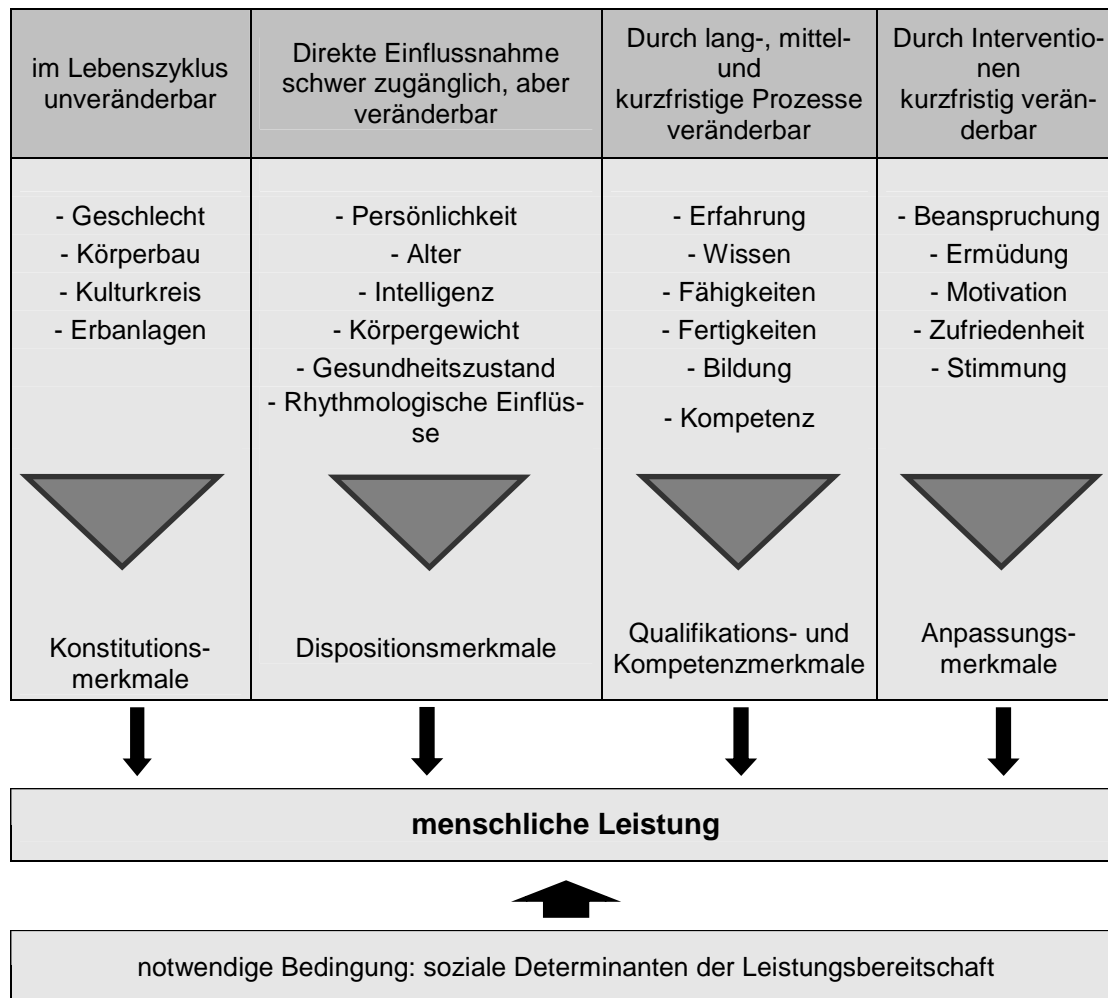 im Lebenszyklus
unveränderbar
Direkte Einflussnahme
schwer zugänglich, aber
veränderbar
Durch lang-, mittel-
und
kurzfristige Prozesse
veränderbar
Durch Interventio-
nen
kurzfristig verän-
derbar
- Geschlecht
- Körperbau
- Kulturkreis
- Erbanlagen
- Persönlichkeit
- Alter
- Intelligenz
- Körpergewicht
- Gesundheitszustand
- Rhythmologische Einflüs-
se
- Erfahrung
- Wissen
- Fähigkeiten
- Fertigkeiten
- Bildung
- Kompetenz
- Beanspruchung
- Ermüdung
- Motivation
- Zufriedenheit
- Stimmung
Konstitutions-
merkmale
Dispositionsmerkmale
Qualifikations- und
Kompetenzmerkmale
Anpassungs-
merkmale
menschliche Leistung
notwendige Bedingung: soziale Determinanten der Leistungsbereitschaft